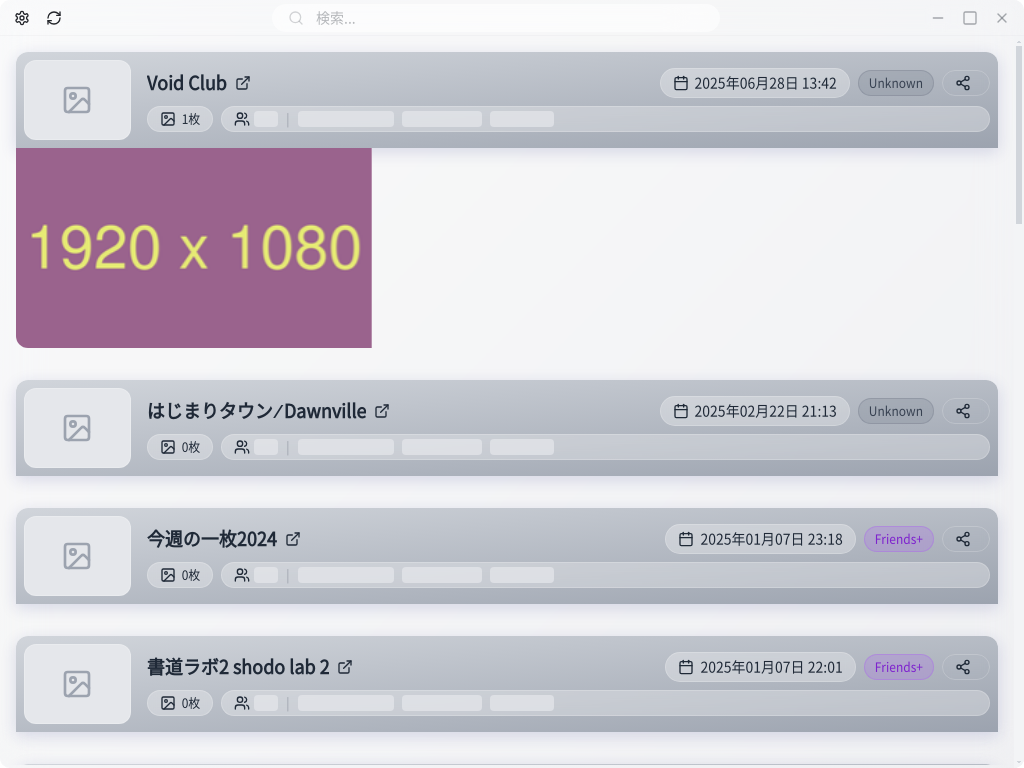 検索...
Void Club
2025年06月28日 13:42
Unknown
1枚
1920 x 1080
はじまりタウン⁄Dawnville
2025年02月22日 21:13
Unknown
0枚
今週の一枚2024
2025年01月07日 23:18
Friends+
0枚
書道ラボ2 shodo lab 2
2025年01月07日 22:01
Friends+
0枚